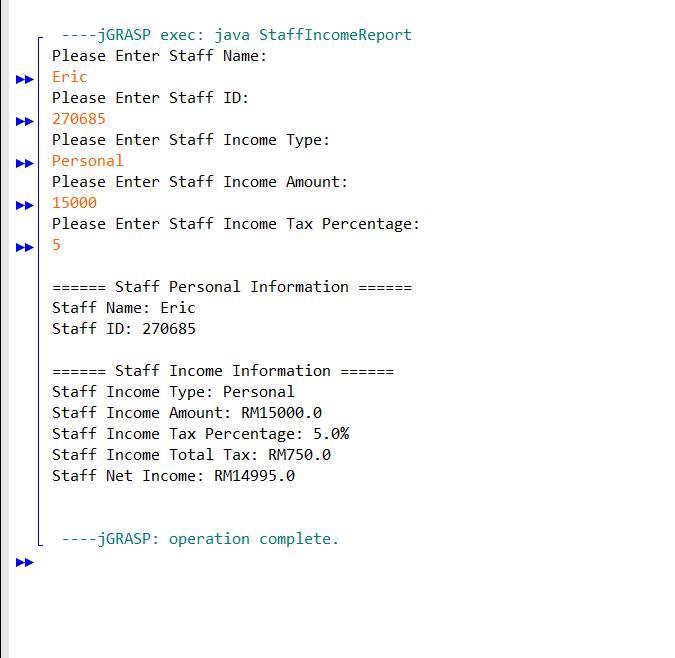 ----jGRASP exec: java StaffIncomeReport
Please Enter Staff Name:
Eric
Please Enter Staff ID:
270685
Please Enter Staff Income Type:
Personal
Please Enter Staff Income Amount:
15000
Please Enter Staff Income Tax Percentage:
5
====== Staff Personal Information ======
Staff Name: Eric
Staff ID: 270685
====== Staff Income Information ======
Staff Income Type: Personal
Staff Income Amount: RM15000.0
Staff Income Tax Percentage: 5.0%
Staff Income Total Tax: RM750.0
Staff Net Income: RM14995.0
----jGRASP: operation complete.